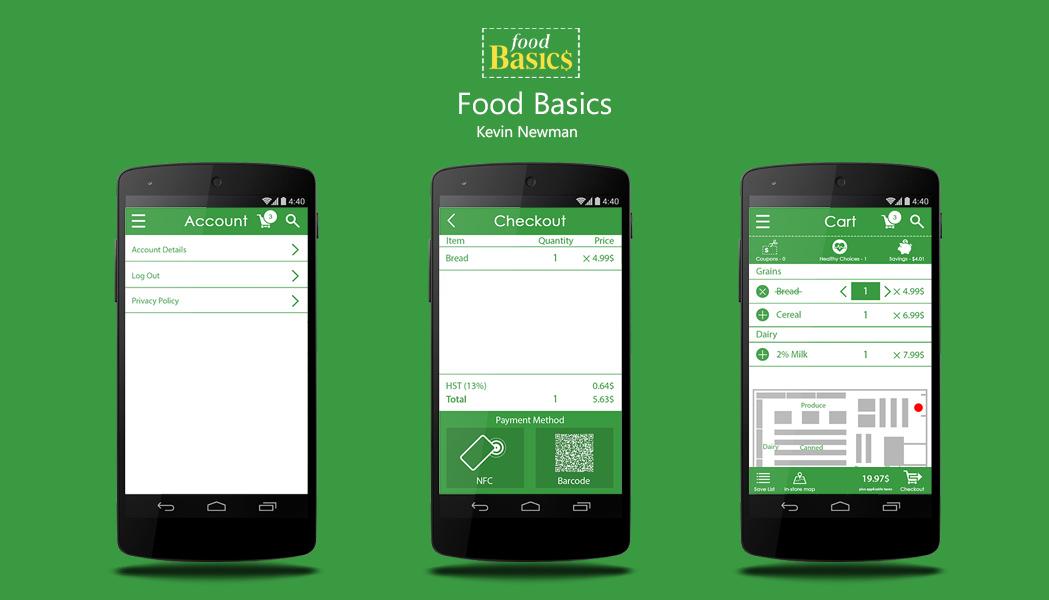 food
Basic$
Food Basics
Kevin Newman
4:40
Account 3
Account Details
Log Out
Privacy Policy
4:40
Checkout
Item Quantity Price
Bread 1 × 4.99$
HST (13%) 0.64$
Total 1 5.63$
Payment Method
NFC Barcode
4:40
Cart 3
Coupons - 0 Healthy Choices - 1 Savings - $4.01
Grains
Bread 1 × 4.99$
Cereal 1 × 6.99$
Dairy
2% Milk 1 × 7.99$
Produce
Dairy Canned
19.97$
Save List In-store map plus applicable taxes Checkout